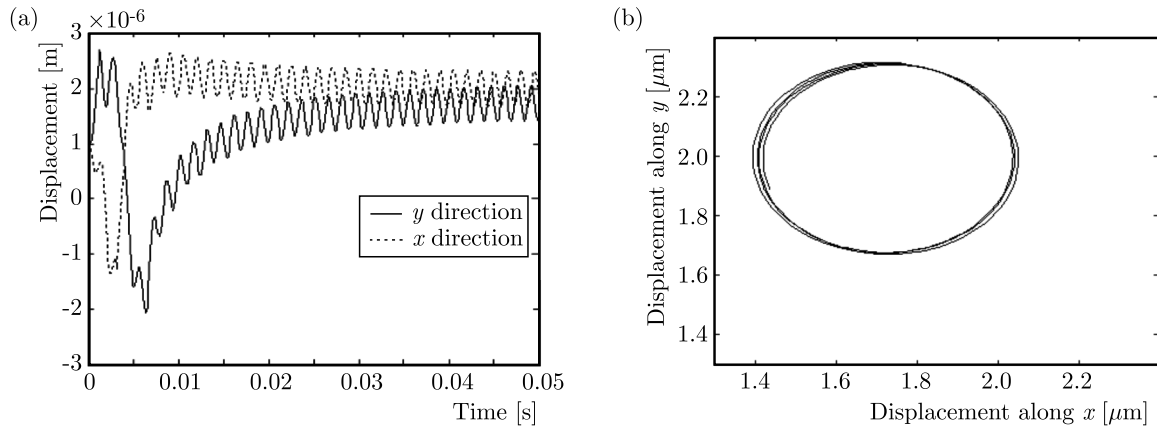 (a)
×10⁻⁶
3
2
1
0
-1
-2
-3
Displacement [m]
y direction
x direction
0 0.01 0.02 0.03 0.04 0.05
Time [s]
(b)
2.2
2.0
1.8
1.6
1.4
Displacement along y [μm]
1.4 1.6 1.8 2.0 2.2
Displacement along x [μm]